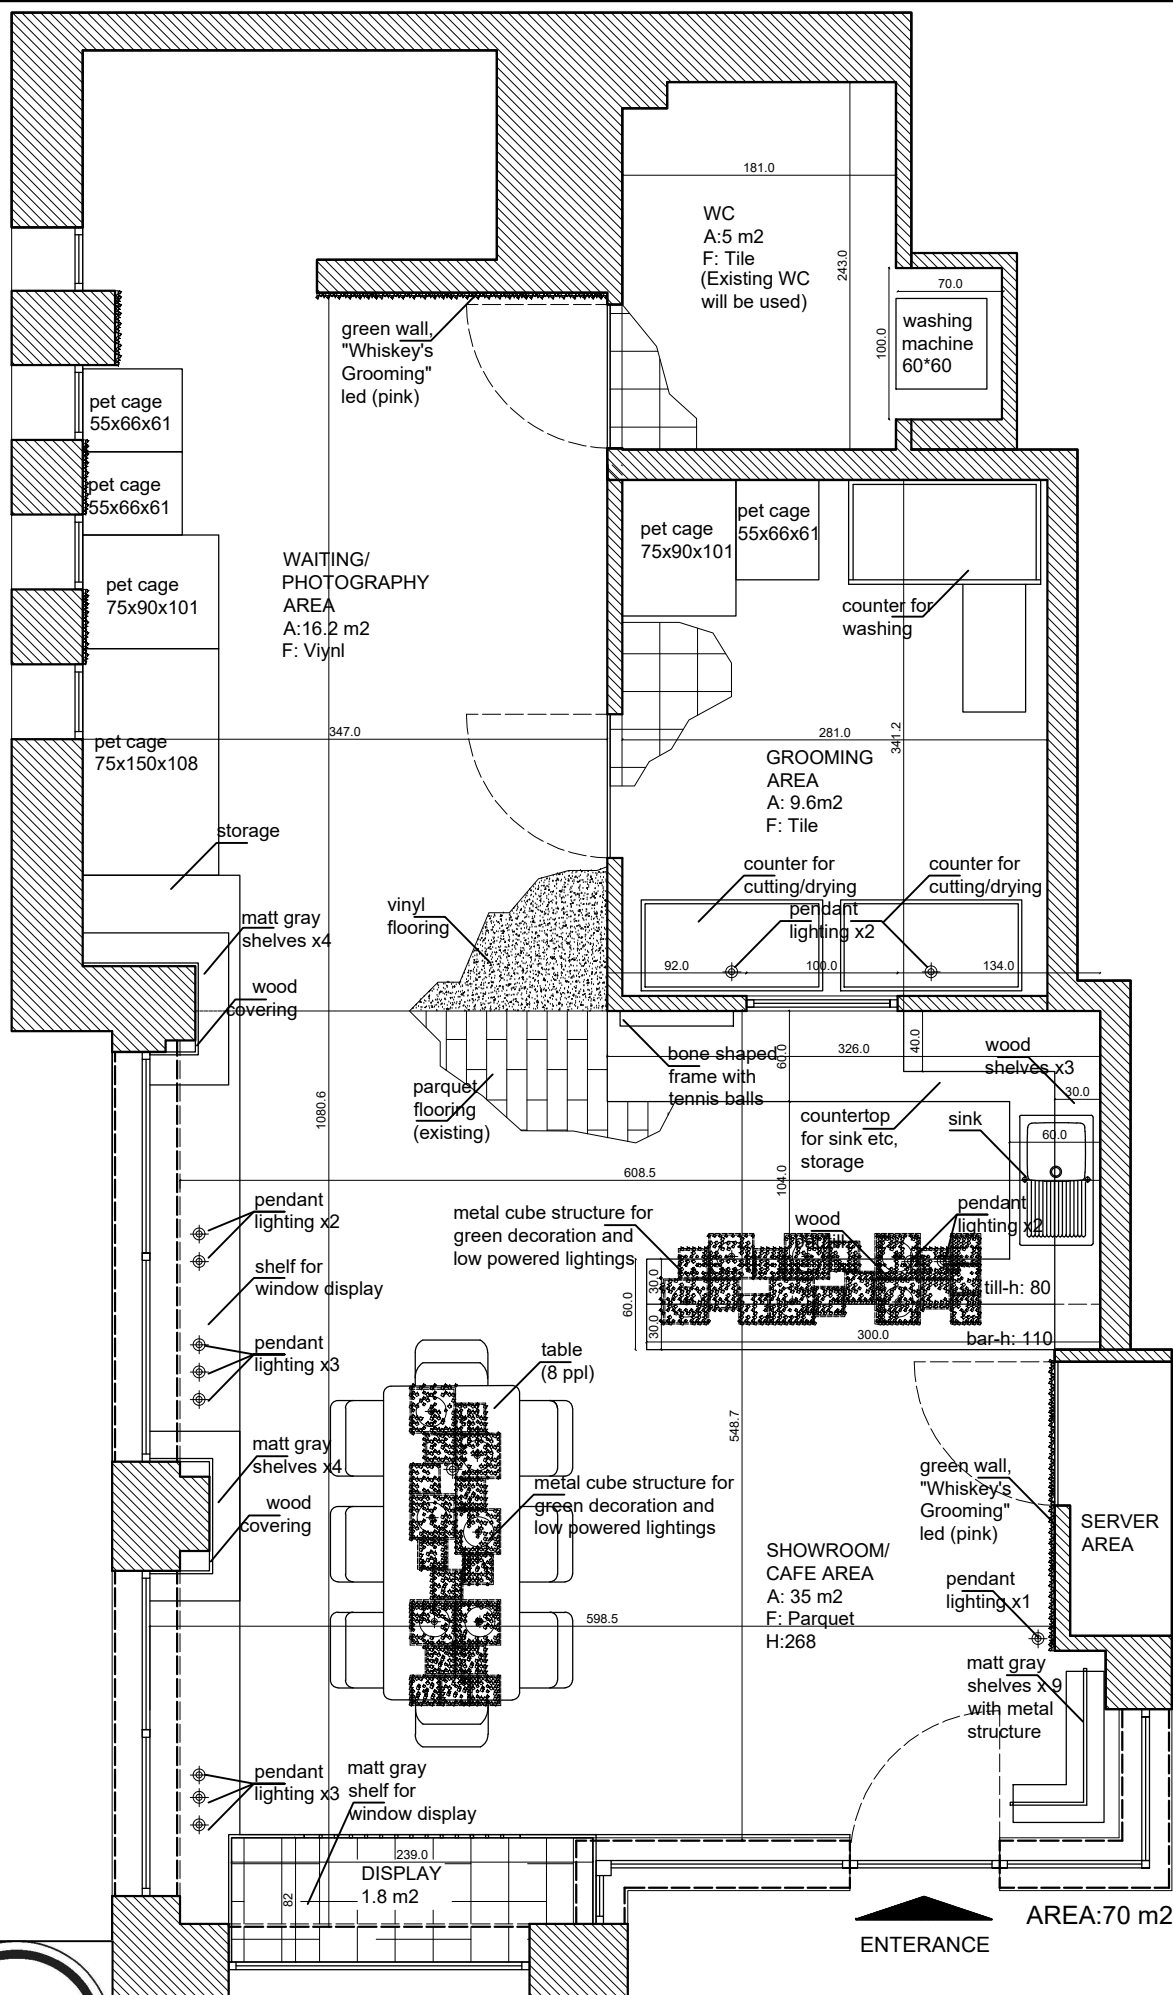 181.0
WC
A:5 m2
F: Tile
(Existing WC
will be used)
243.0
70.0
100.0
washing
machine
60*60
green wall,
"Whiskey's
Grooming"
led (pink)
pet cage
55x66x61
pet cage
55x66x61
pet cage
75x90x101
pet cage
75x150x108
WAITING/
PHOTOGRAPHY
AREA
A:16.2 m2
F: Viynl
347.0
pet cage
75x90x101
pet cage
55x66x61
counter for
washing
281.0
341.2
GROOMING
AREA
A: 9.6m2
F: Tile
storage
matt gray
shelves x4
wood
covering
vinyl
flooring
counter for
cutting/drying
counter for
cutting/drying
pendant
lighting x2
92.0
100.0
134.0
parquet
flooring
(existing)
bone shaped
frame with
tennis balls
60.0
326.0
40.0
wood
shelves x3
30.0
countertop
for sink etc,
storage
sink
60.0
1080.6
608.5
104.0
pendant
lighting x2
shelf for
window display
pendant
lighting x3
metal cube structure for
green decoration and
low powered lightings
wood
pendant
lighting x2
till-h: 80
30.0
60.0
30.0
300.0
bar-h: 110
table
(8 ppl)
548.7
matt gray
shelves x4
wood
covering
metal cube structure for
green decoration and
low powered lightings
green wall,
"Whiskey's
Grooming"
led (pink)
SERVER
AREA
SHOWROOM/
CAFE AREA
A: 35 m2
F: Parquet
H:268
pendant
lighting x1
598.5
matt gray
shelves x 9
with metal
structure
pendant
lighting x3
matt gray
shelf for
window display
239.0
DISPLAY
1.8 m2
82
ENTERANCE
AREA:70 m2